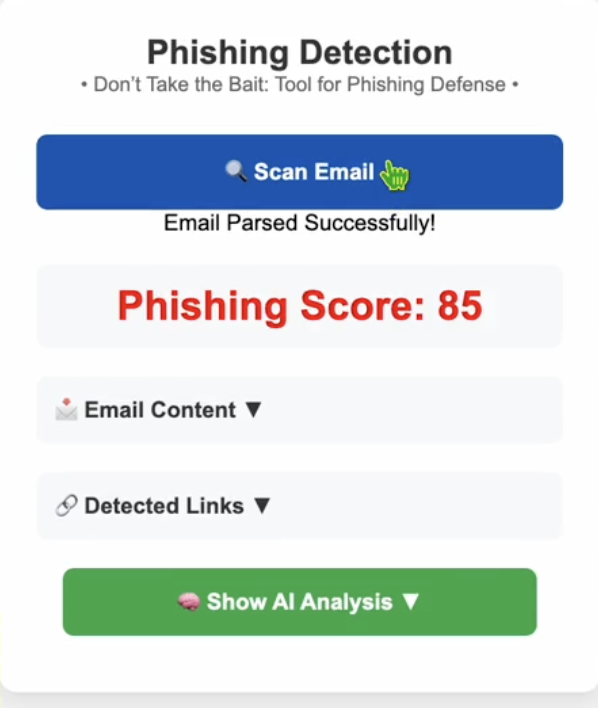 Phishing Detection
• Don’t Take the Bait: Tool for Phishing Defense •
🔍 Scan Email
Email Parsed Successfully!
Phishing Score: 85
📩 Email Content ▼
🔗 Detected Links ▼
🧠 Show AI Analysis ▼